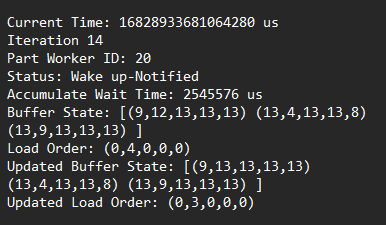 Current Time: 16828933681064280 us
Iteration 14
Part Worker ID: 20
Status: Wake up-Notified
Accumulate Wait Time: 2545576 us
Buffer State: [(9,12,13,13,13) (13,4,13,13,8)
(13,9,13,13,13) ]
Load Order: (0,4,0,0,0)
Updated Buffer State: [(9,13,13,13,13)
(13,4,13,13,8) (13,9,13,13,13) ]
Updated Load Order: (0,3,0,0,0)